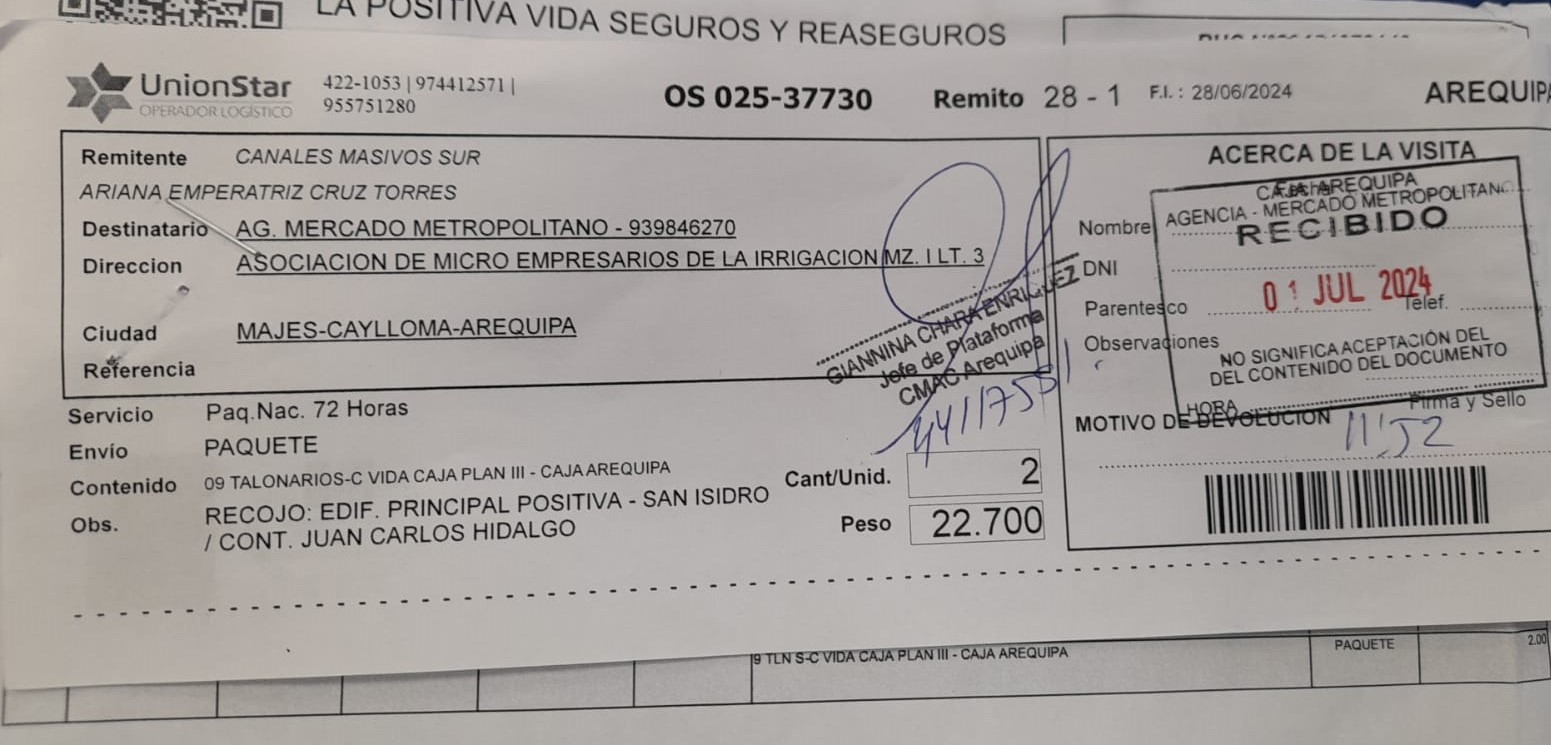 LA POSITIVA VIDA SEGUROS Y REASEGUROS
UnionStar
OPERADOR LOGÍSTICO
422-1053 | 974412571 |
955751280
OS 025-37730
Remito 28 - 1
F.I. : 28/06/2024
Remitente CANALES MASIVOS SUR
ARIANA EMPERATRIZ CRUZ TORRES
Destinatario AG. MERCADO METROPOLITANO - 939846270
Direccion ASOCIACION DE MICRO EMPRESARIOS DE LA IRRIGACION MZ. I LT. 3
Ciudad MAJES-CAYLLOMA-AREQUIPA
Referencia
GIANNINA CHARA ENRIQUEZ
Jefe de Plataforma
CMAC Arequipa
Servicio Paq.Nac. 72 Horas
Envío PAQUETE
Contenido 09 TALONARIOS-C VIDA CAJA PLAN III - CAJA AREQUIPA
Obs. RECOJO: EDIF. PRINCIPAL POSITIVA - SAN ISIDRO
/ CONT. JUAN CARLOS HIDALGO
Cant/Unid. 2
Peso 22.700
ACERCA DE LA VISITA
CAJA AREQUIPA
AGENCIA - MERCADO METROPOLITANO
RECIBIDO
01 JUL 2024
NO SIGNIFICA ACEPTACIÓN DEL
DEL CONTENIDO DEL DOCUMENTO
HORA
Nombre
DNI
Parentesco
Telef.
Observaciones
Firma y Sello
MOTIVO DE DEVOLUCION
11:52
9 TLN S-C VIDA CAJA PLAN III - CAJA AREQUIPA
PAQUETE
2.00